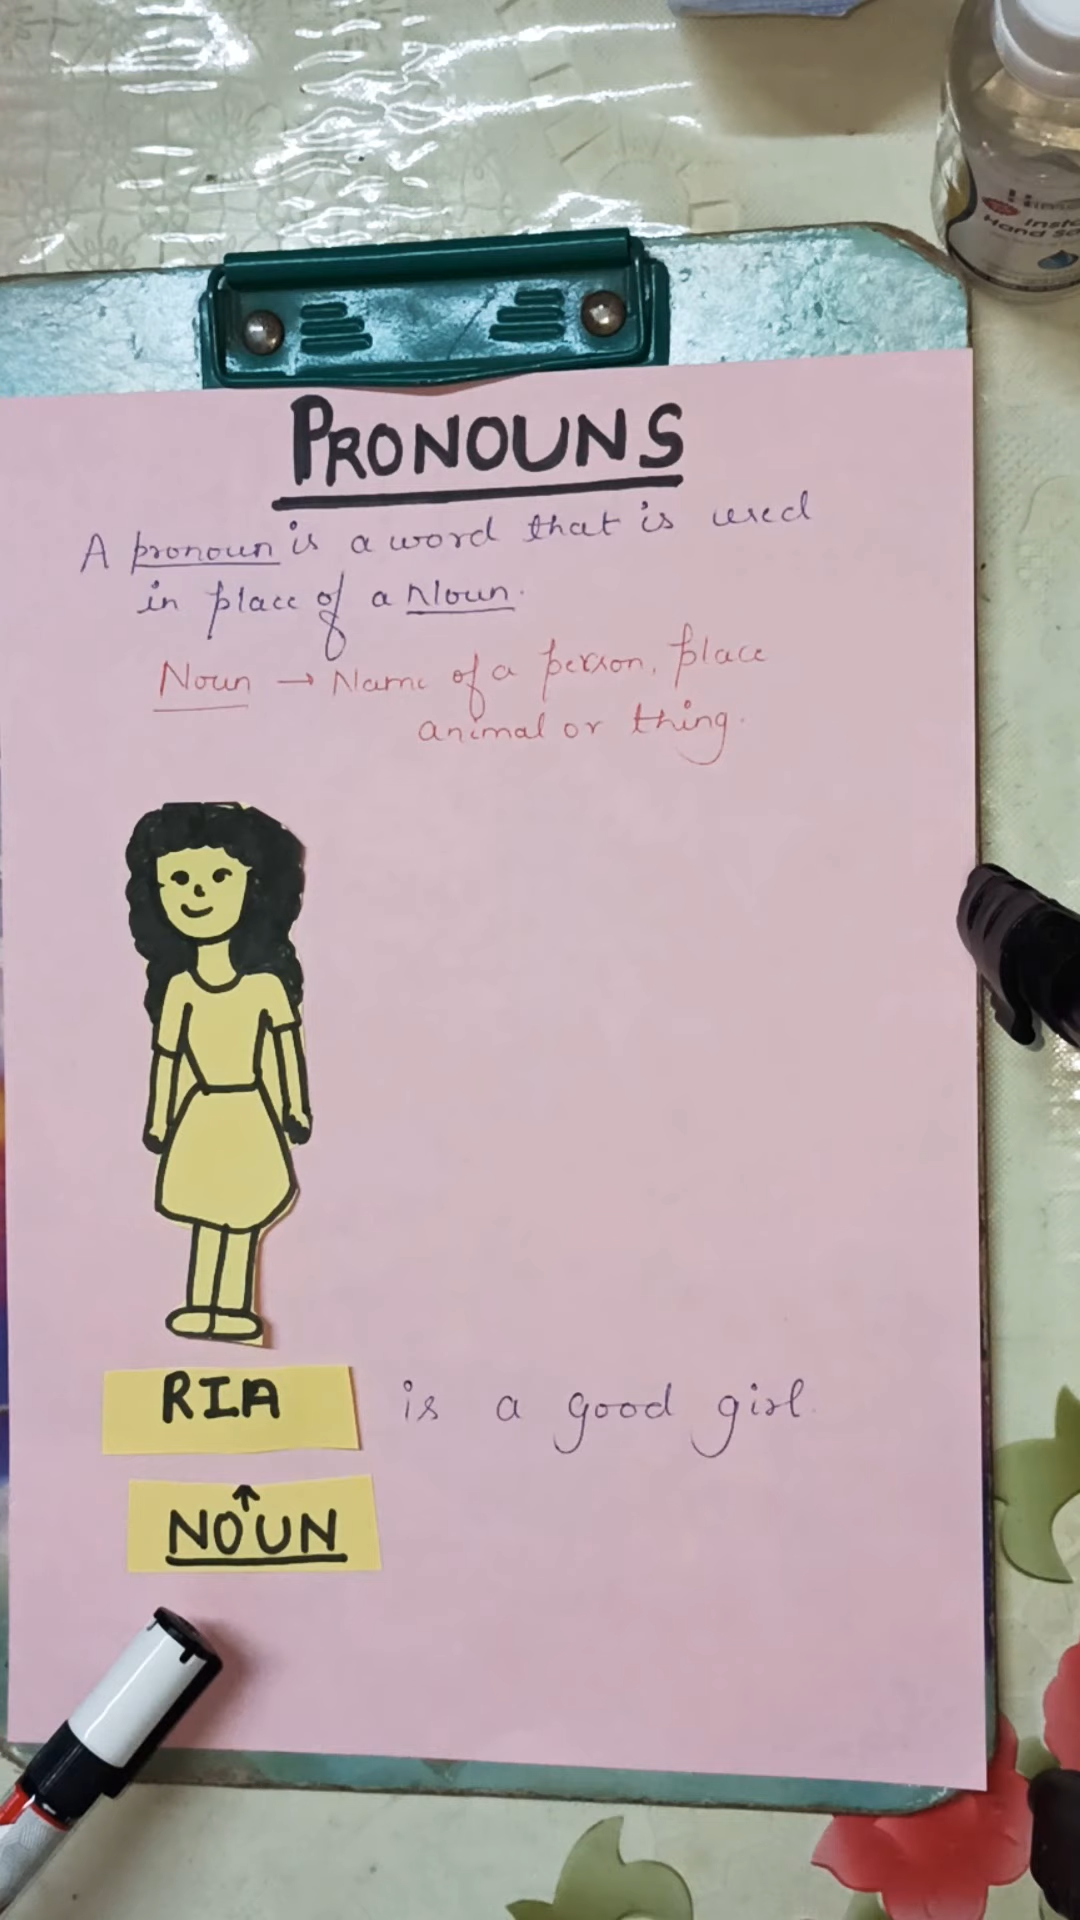 PRONOUNS
A pronoun is a word that is used
in place of a Noun.
Noun → Name of a person, place
animal or thing.
RIA is a good girl.
↑
NOUN
Hand